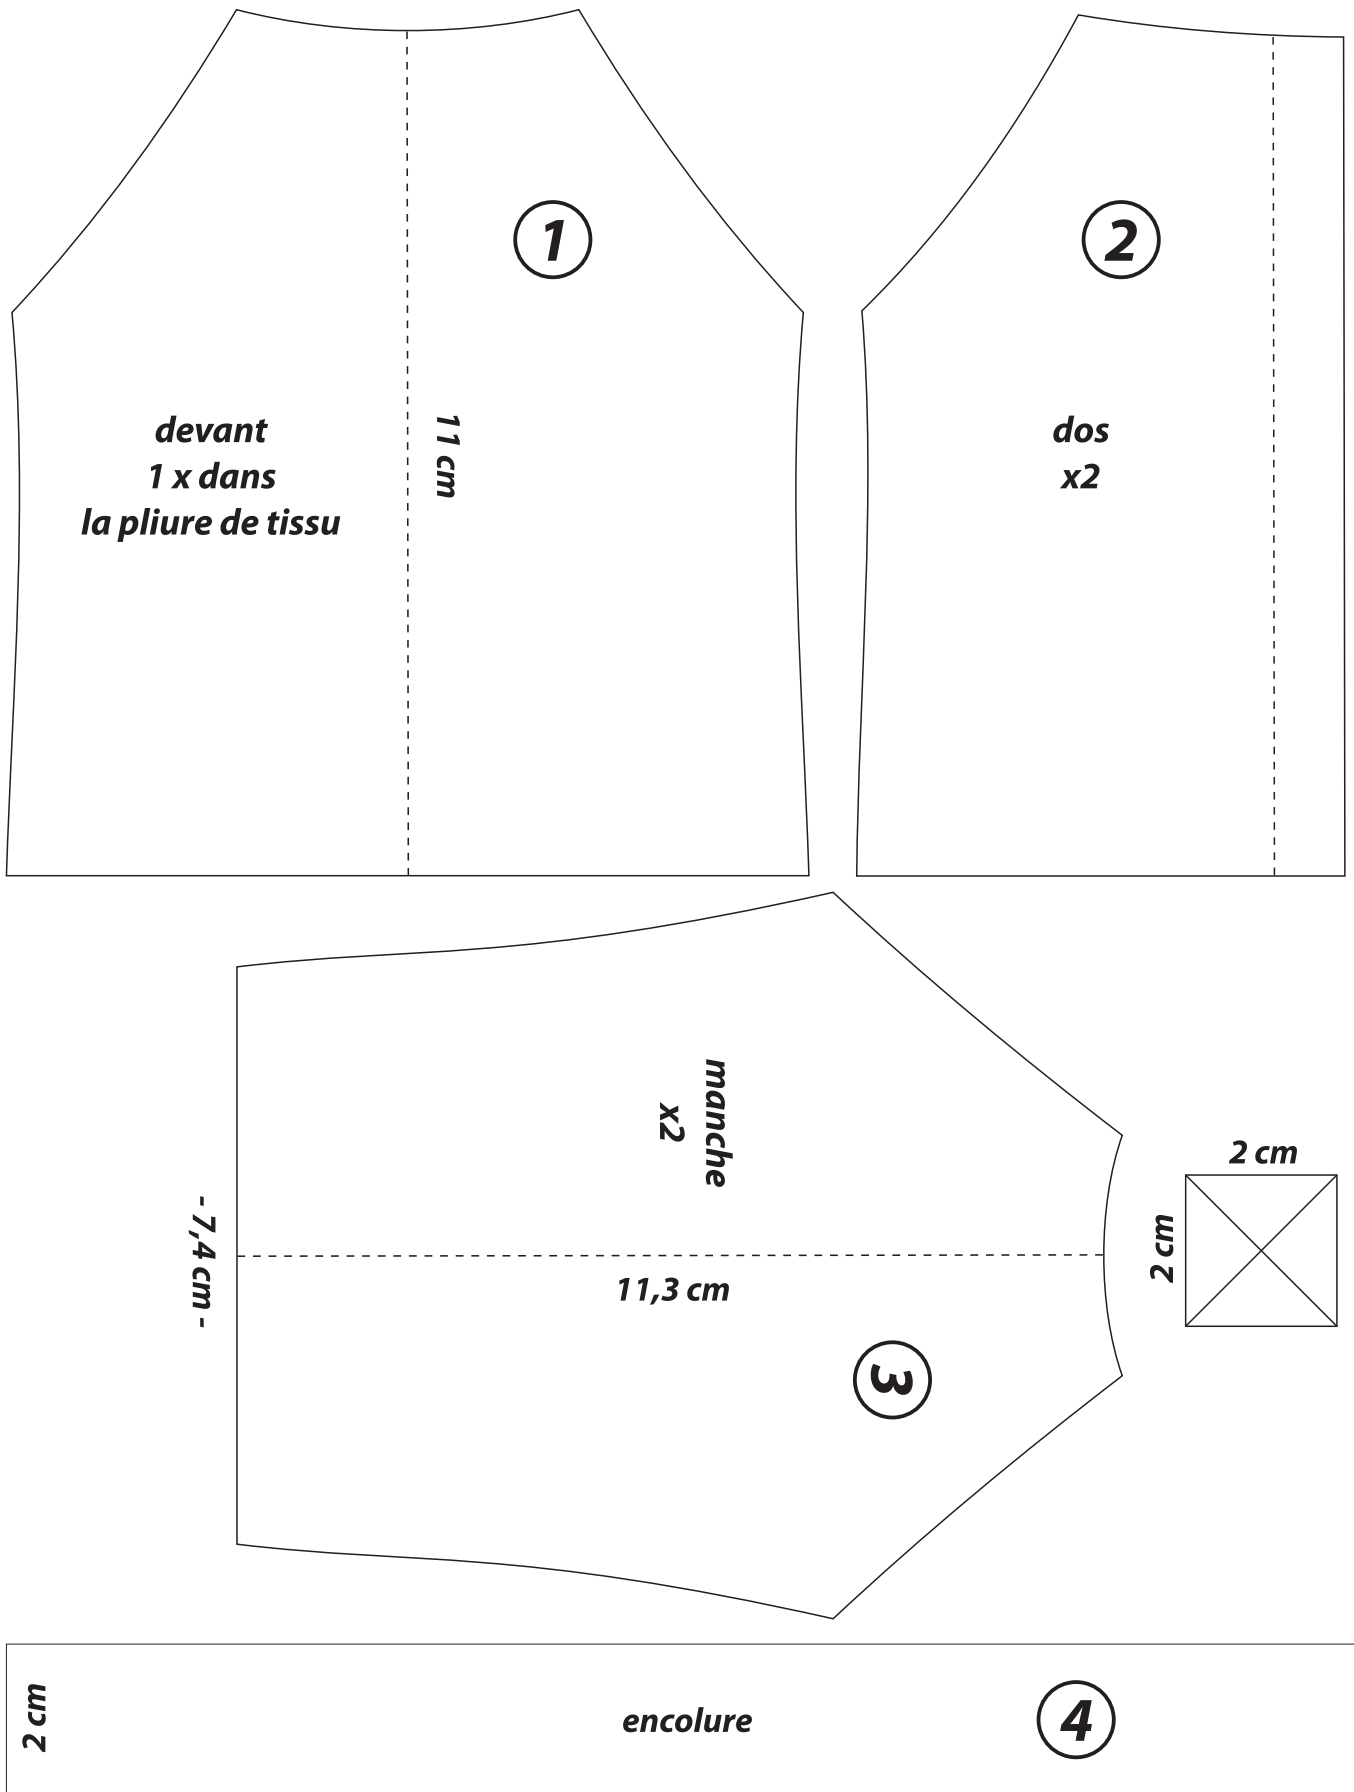 1
devant
1 x dans
la pliure de tissu
11 cm
2
dos
x2
manche
x2
- 7,4 cm -
11,3 cm
3
2 cm
2 cm
2 cm
encolure
4